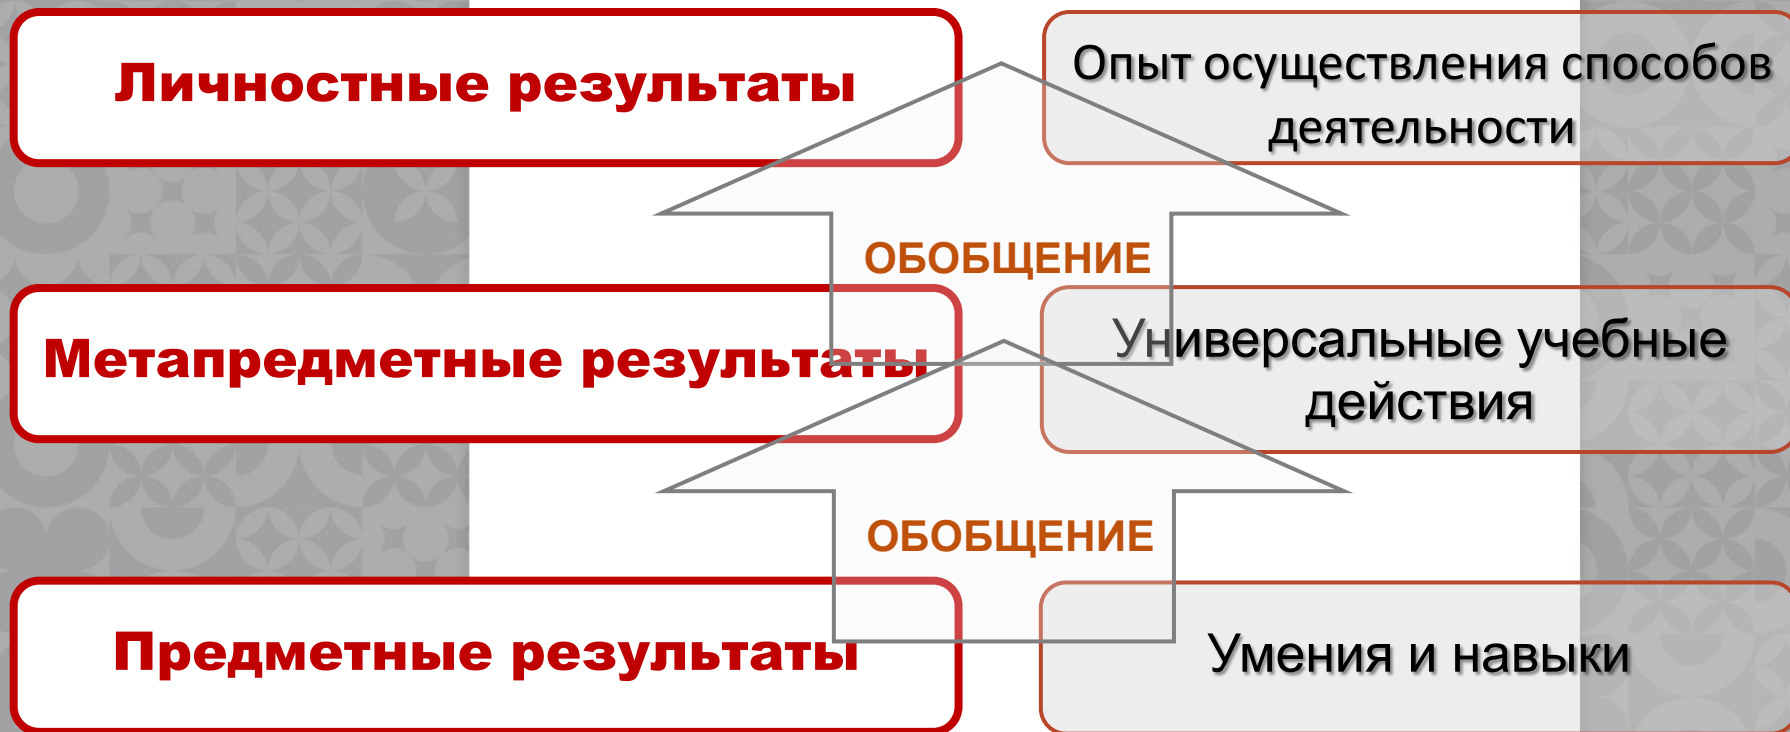 Личностные результаты
Опыт осуществления способов
деятельности
ОБОБЩЕНИЕ
Метапредметные результаты
Универсальные учебные
действия
ОБОБЩЕНИЕ
Предметные результаты
Умения и навыки